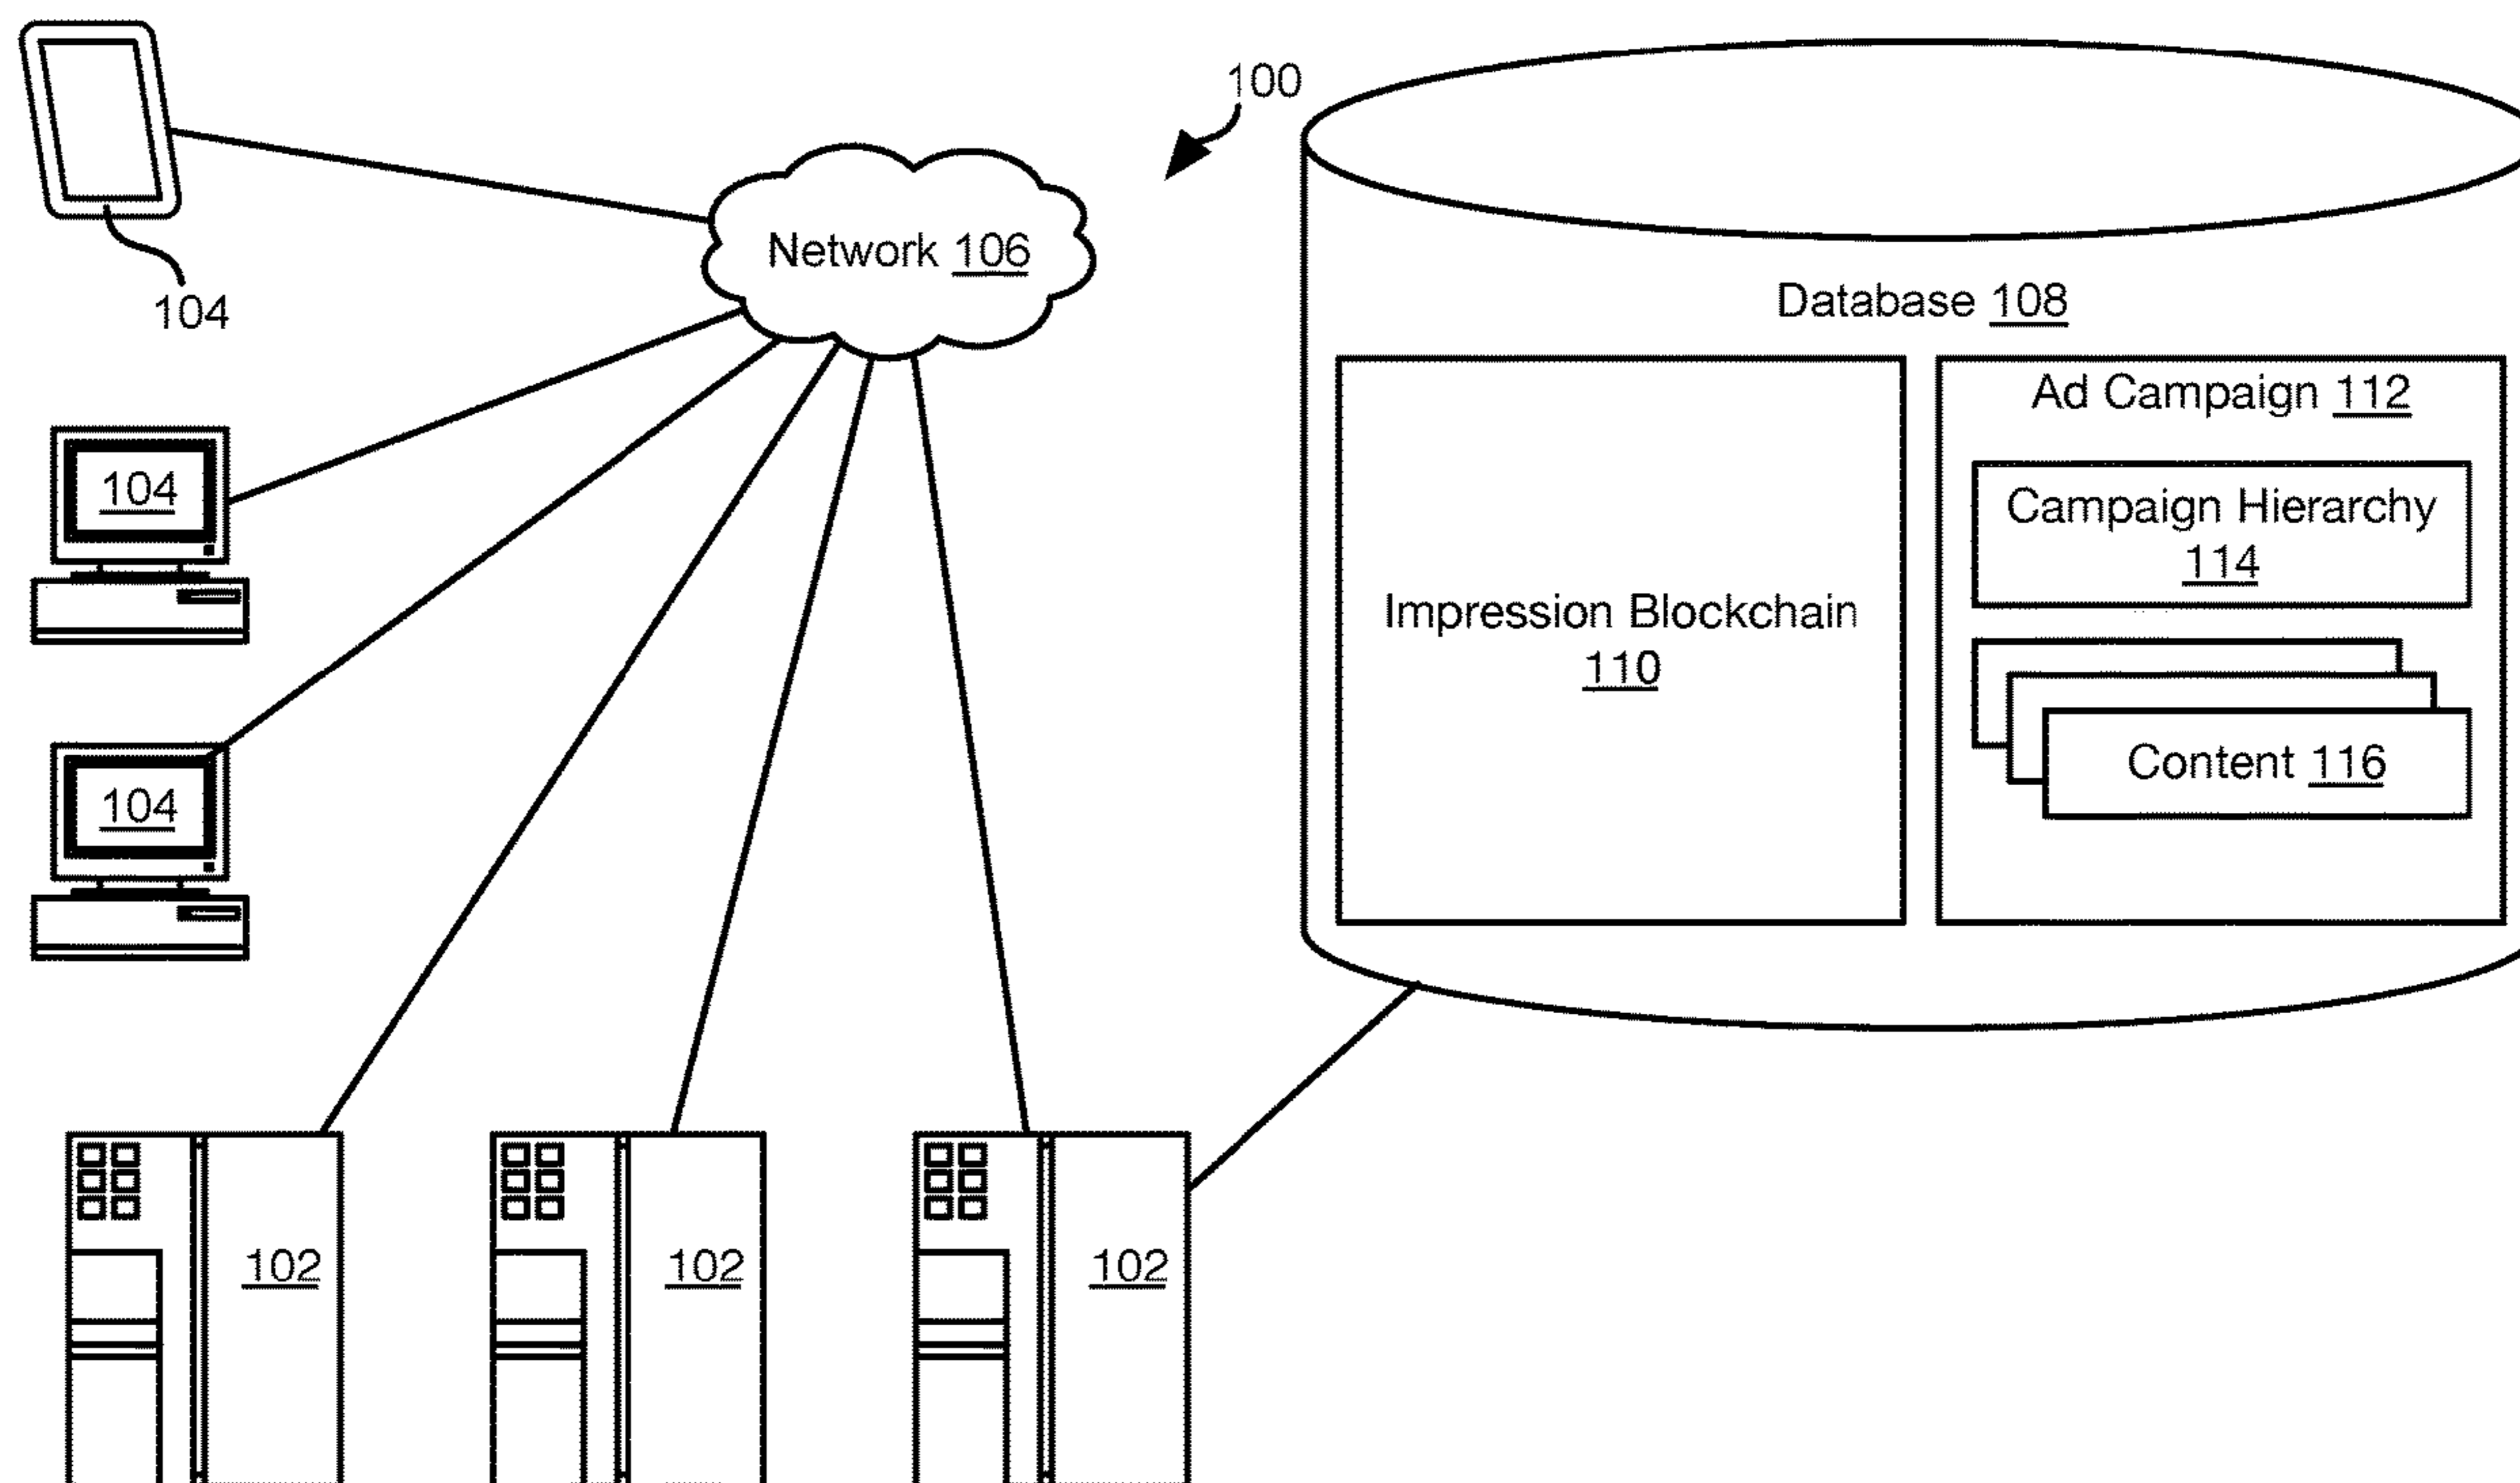 100
Network 106
104
Database 108
Ad Campaign 112
Campaign Hierarchy
114
104
Impression Blockchain
110
Content 116
104
102
102
102